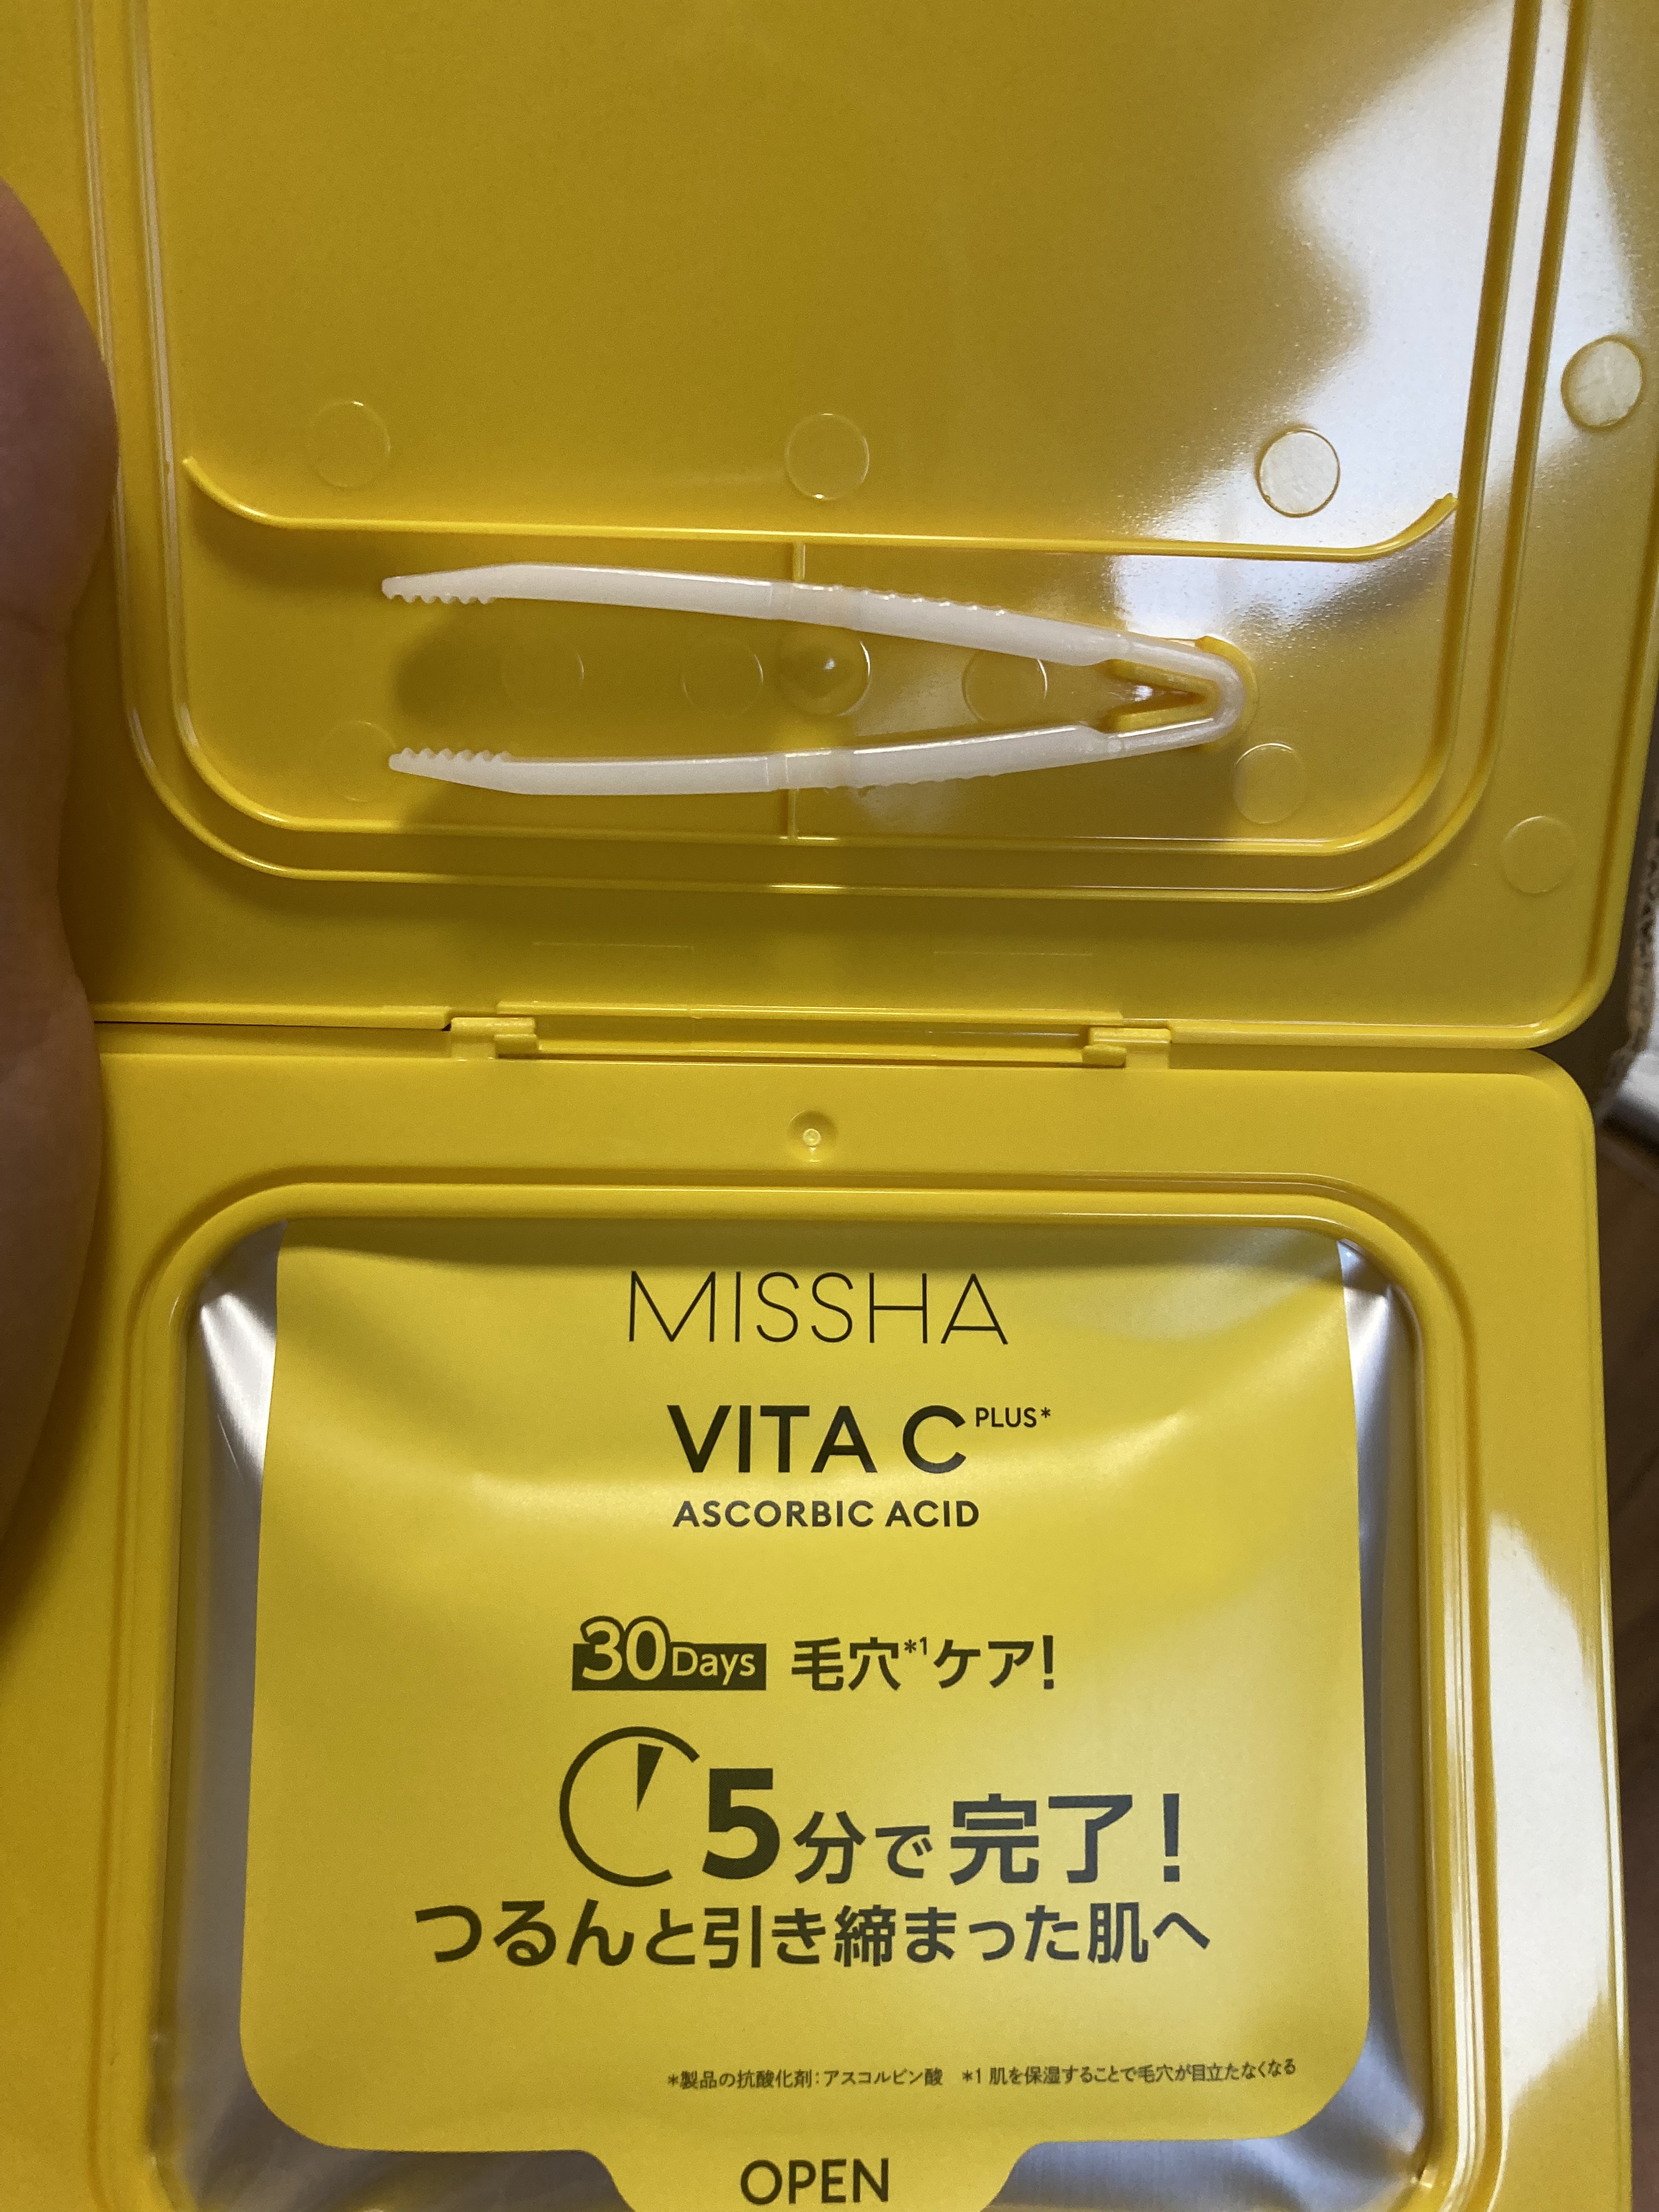 MISSHA
VITA C PLUS*
ASCORBIC ACID
30Days 毛穴*1ケア!
5分で完了!
つるんと引き締まった肌へ
*製品の抗酸化剤:アスコルビン酸 *1 肌を保湿することで毛穴が目立たなくなる
OPEN